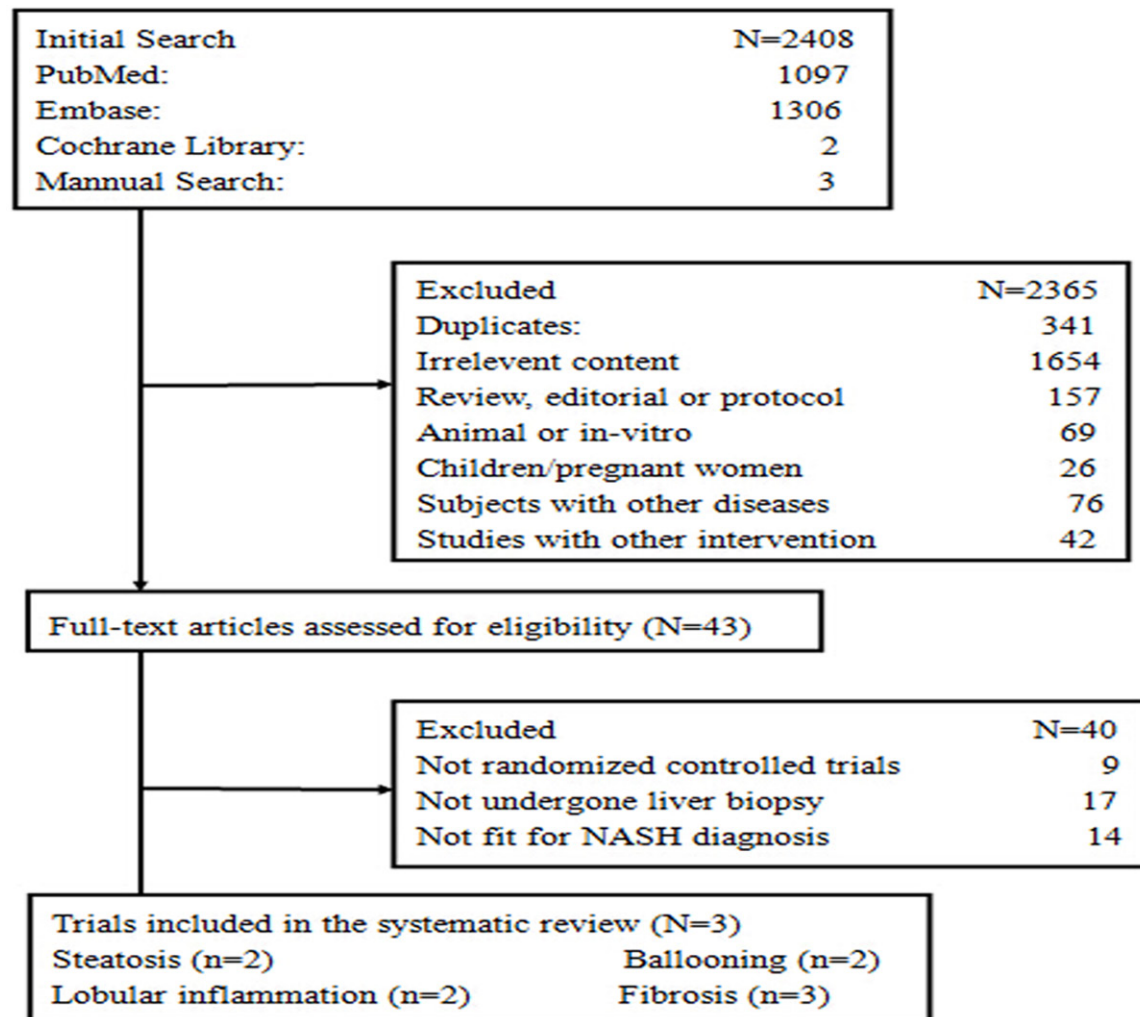 Initial Search N=2408
PubMed: 1097
Embase: 1306
Cochrane Library: 2
Mannual Search: 3
Excluded N=2365
Duplicates: 341
Irrelevent content 1654
Review, editorial or protocol 157
Animal or in-vitro 69
Children/pregnant women 26
Subjects with other diseases 76
Studies with other intervention 42
Full-text articles assessed for eligibility (N=43)
Excluded N=40
Not randomized controlled trials 9
Not undergone liver biopsy 17
Not fit for NASH diagnosis 14
Trials included in the systematic review (N=3)
Steatosis (n=2) Ballooning (n=2)
Lobular inflammation (n=2) Fibrosis (n=3)